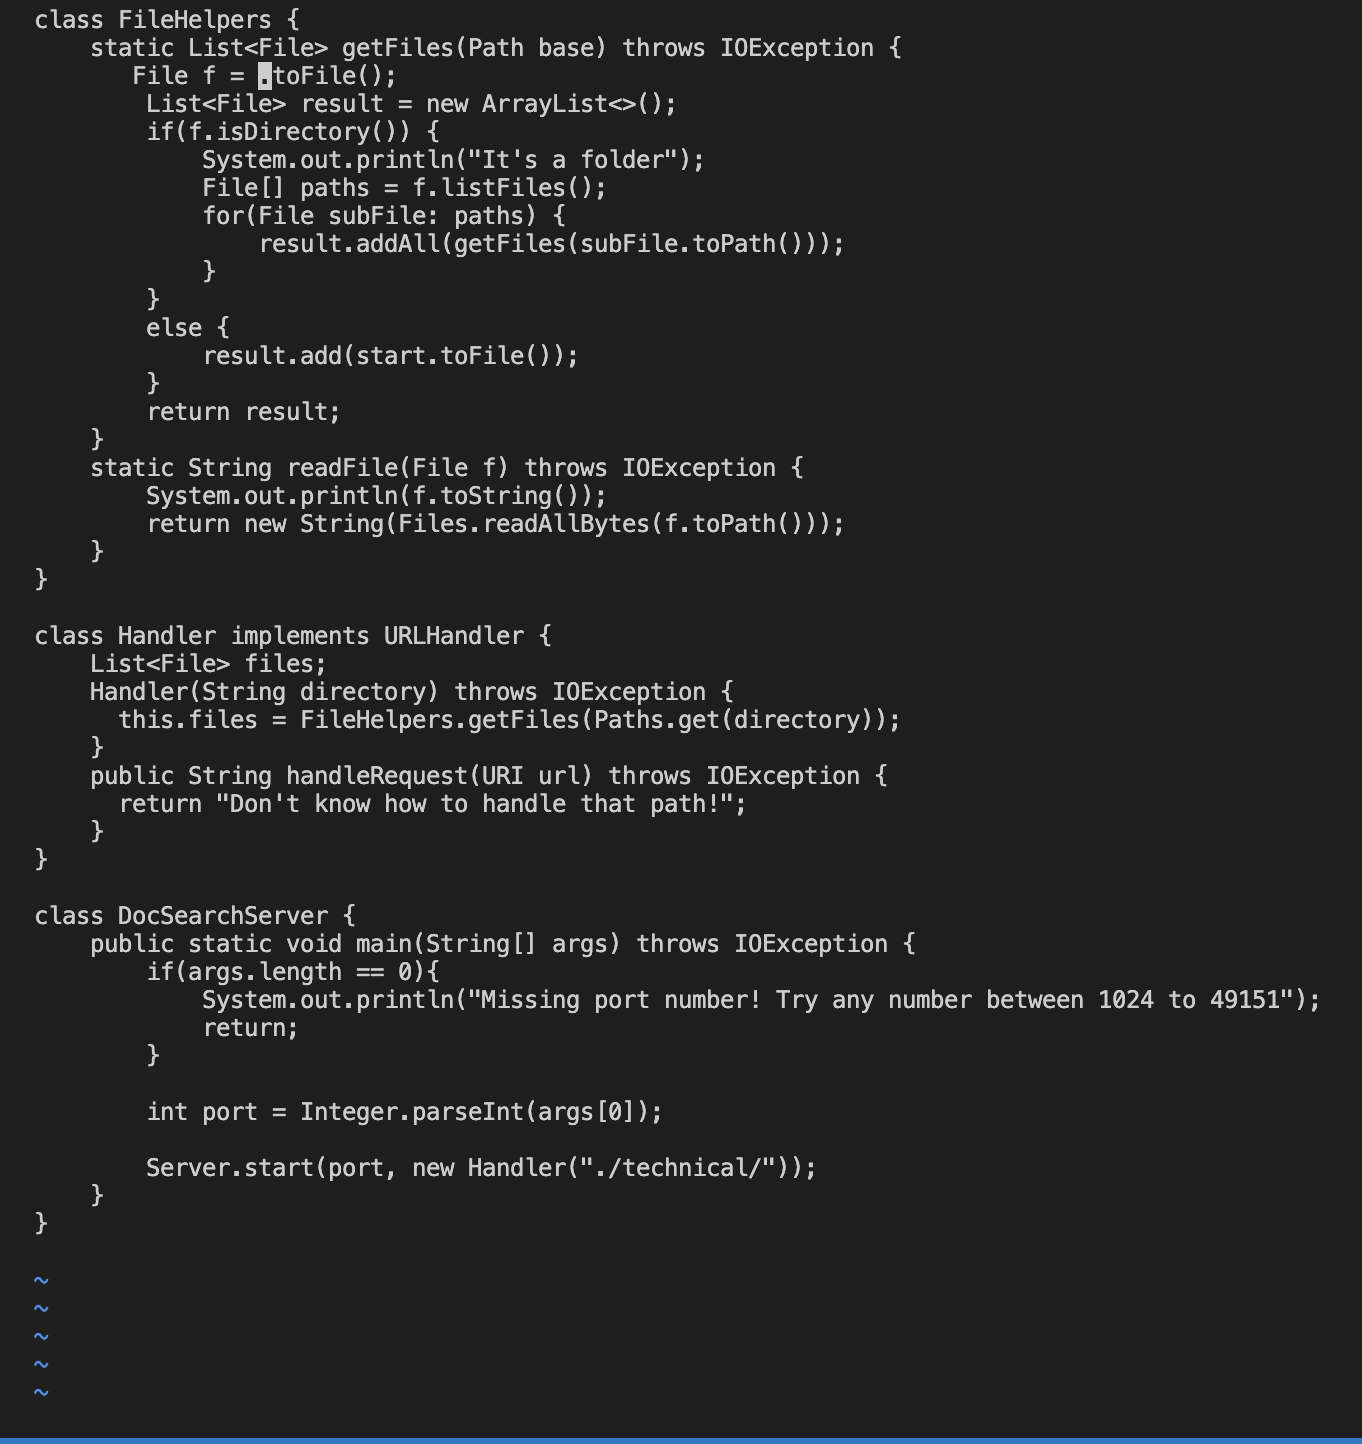 class FileHelpers {
    static List<File> getFiles(Path base) throws IOException {
       File f = .toFile();
        List<File> result = new ArrayList<>();
        if(f.isDirectory()) {
            System.out.println("It's a folder");
            File[] paths = f.listFiles();
            for(File subFile: paths) {
                result.addAll(getFiles(subFile.toPath()));
            }
        }
        else {
            result.add(start.toFile());
        }
        return result;
    }
    static String readFile(File f) throws IOException {
        System.out.println(f.toString());
        return new String(Files.readAllBytes(f.toPath()));
    }
}

class Handler implements URLHandler {
    List<File> files;
    Handler(String directory) throws IOException {
      this.files = FileHelpers.getFiles(Paths.get(directory));
    }
    public String handleRequest(URI url) throws IOException {
      return "Don't know how to handle that path!";
    }
}

class DocSearchServer {
    public static void main(String[] args) throws IOException {
        if(args.length == 0){
            System.out.println("Missing port number! Try any number between 1024 to 49151");
            return;
        }

        int port = Integer.parseInt(args[0]);

        Server.start(port, new Handler("./technical/"));
    }
}

~
~
~
~
~